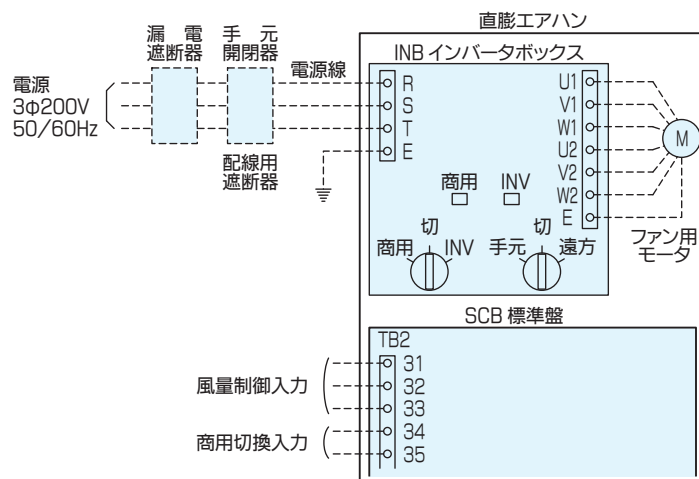 直膨エアハン
漏電
遮断器
手元
開閉器
電源線
電源
3φ200V
50/60Hz
配線用
遮断器
INB インバータボックス
R
S
T
E
U1
V1
W1
U2
V2
W2
E
M
ファン用
モータ
商用
INV
切
商用
INV
切
手元
遠方
SCB 標準盤
TB2
31
32
33
34
35
風量制御入力
商用切換入力